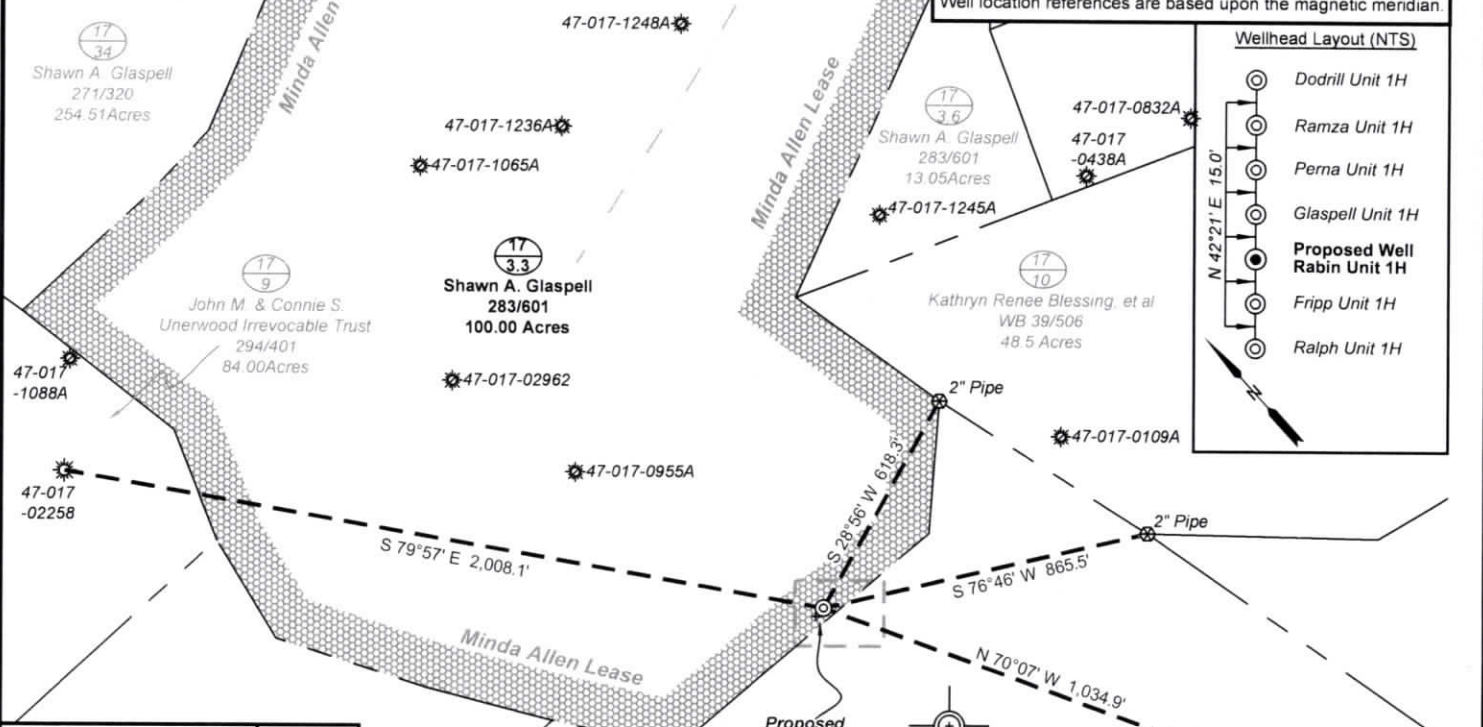 Well location references are based upon the magnetic meridian.
Wellhead Layout (NTS)
Dodrill Unit 1H
Ramza Unit 1H
Perna Unit 1H
Glaspell Unit 1H
Proposed Well
Rabin Unit 1H
Fripp Unit 1H
Ralph Unit 1H
N 42°21' E 15.0'
N
17
34
Shawn A. Glaspell
271/320
254.51Acres
Minda Allen
47-017-1248A
47-017-1236A
47-017-1065A
Minda Allen Lease
17
3.6
Shawn A. Glaspell
283/601
13.05Acres
47-017-0832A
47-017
-0438A
47-017-1245A
17
9
John M. & Connie S.
Unerwood Irrevocable Trust
294/401
84.00Acres
17
3.3
Shawn A. Glaspell
283/601
100.00 Acres
17
10
Kathryn Renee Blessing, et al
WB 39/506
48.5 Acres
47-017
-1088A
47-017-02962
2" Pipe
47-017-0109A
47-017
-02258
47-017-0955A
S 28°56' W 618.3'
2" Pipe
S 79°57' E 2,008.1'
S 76°46' W 865.5'
Minda Allen Lease
N 70°07' W 1,034.9'
Proposed